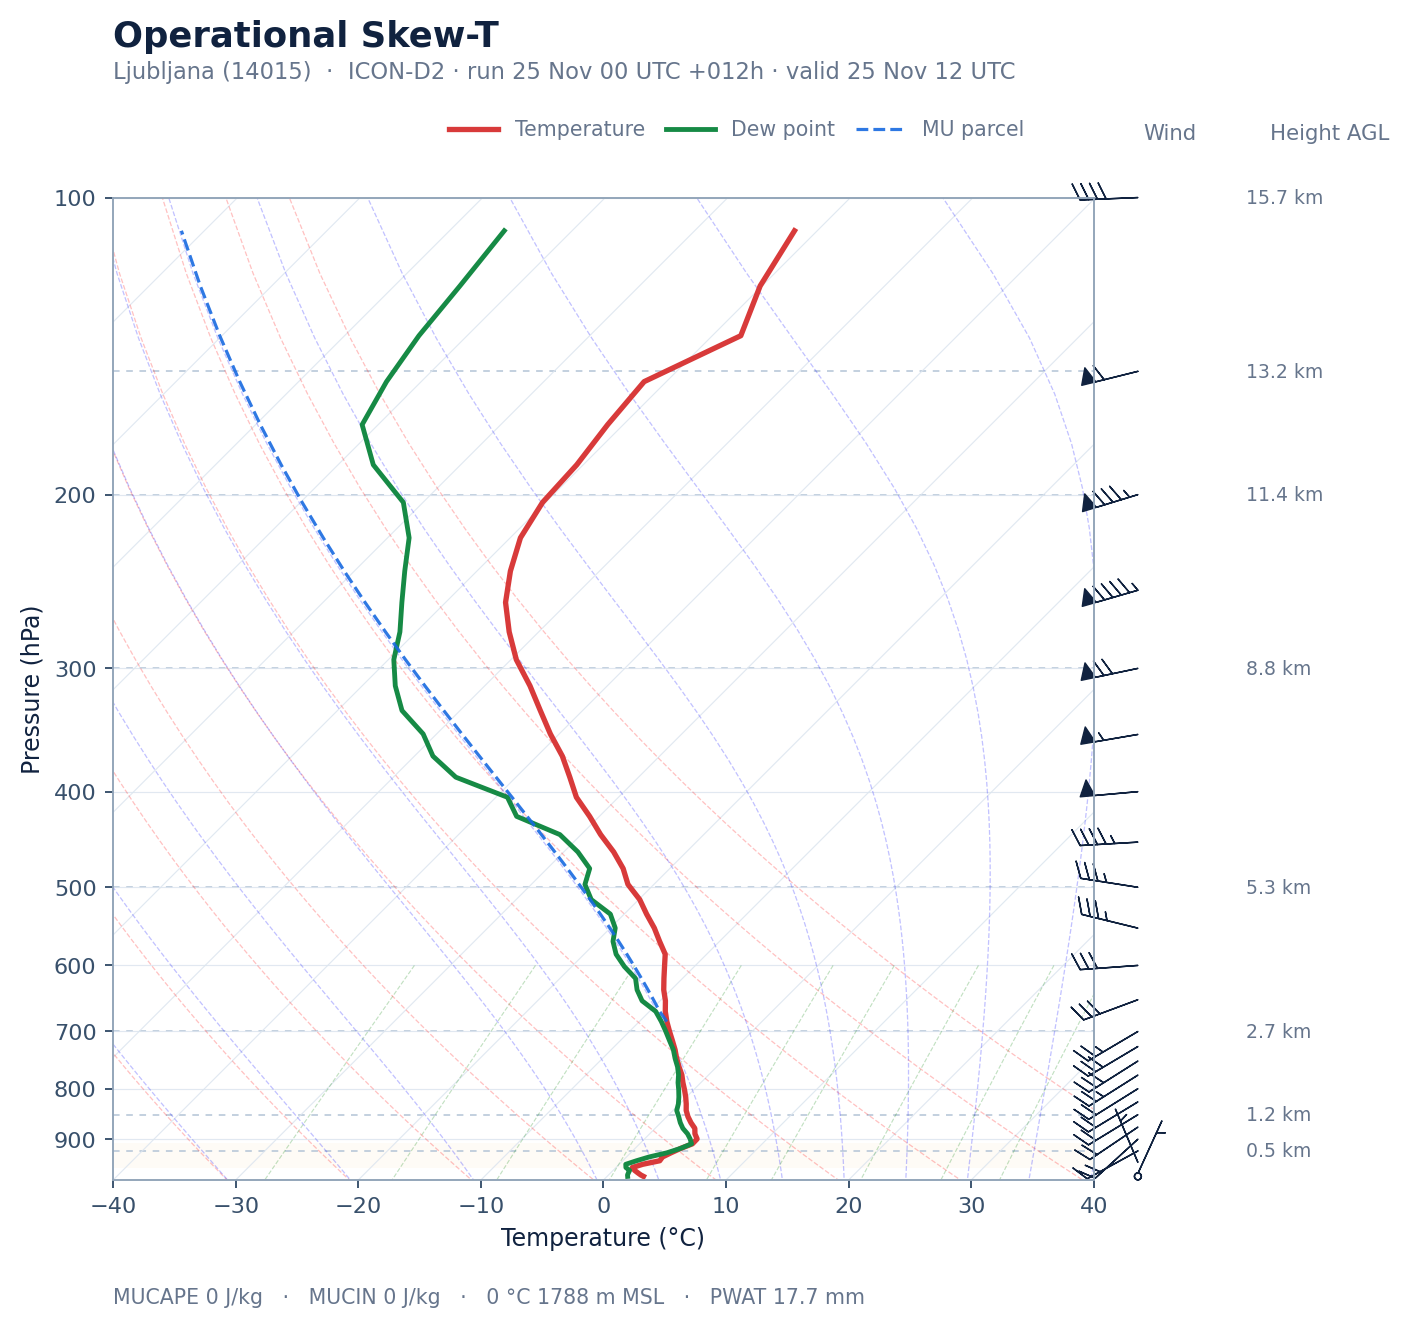 Operational Skew-T
Ljubljana (14015)  ·  ICON-D2 · run 25 Nov 00 UTC +012h · valid 25 Nov 12 UTC
Temperature  Dew point  MU parcel
Wind  Height AGL
100  15.7 km
13.2 km
200  11.4 km
300  8.8 km
400
500  5.3 km
600
700  2.7 km
800
1.2 km
900
0.5 km
Pressure (hPa)
−40  −30  −20  −10  0  10  20  30  40
Temperature (°C)
MUCAPE 0 J/kg  ·  MUCIN 0 J/kg  ·  0 °C 1788 m MSL  ·  PWAT 17.7 mm